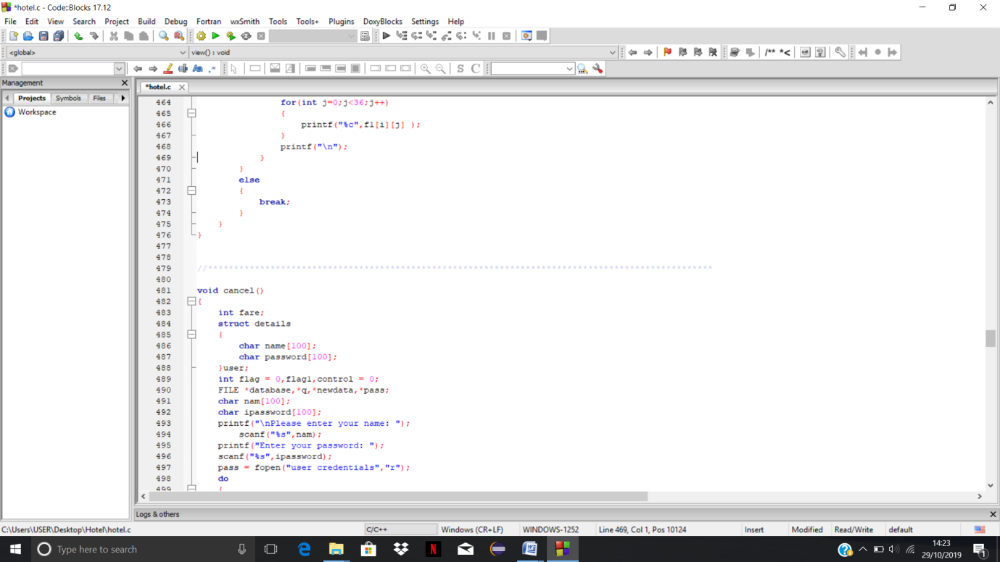 *hotel.c - Code::Blocks 17.12
File Edit View Search Project Build Debug Fortran wxSmith Tools Tools+ Plugins DoxyBlocks Settings Help
<global> view() : void
/** *<
Aa .* S C
Management
*hotel.c
Projects Symbols Files
Workspace
464 for(int j=0;j<36;j++)
465 {
466 printf("%c",fl[i][j] );
467 }
468 printf("\n");
469 }
470 }
471 else
472 {
473 break;
474 }
475 }
476 }
477
478
479 //*************************************************************************************************
480
481 void cancel()
482 {
483 int fare;
484 struct details
485 {
486 char name[100];
487 char password[100];
488 }user;
489 int flag = 0,flag1,control = 0;
490 FILE *database,*q,*newdata,*pass;
491 char nam[100];
492 char ipassword[100];
493 printf("\nPlease enter your name: ");
494 scanf("%s",nam);
495 printf("Enter your password: ");
496 scanf("%s",ipassword);
497 pass = fopen("user credentials","r");
498 do
499 {
Logs & others
C:\Users\USER\Desktop\Hotel\hotel.c C/C++ Windows (CR+LF) WINDOWS-1252 Line 469, Col 1, Pos 10124 Insert Modified Read/Write default
Type here to search
14:23
29/10/2019
1